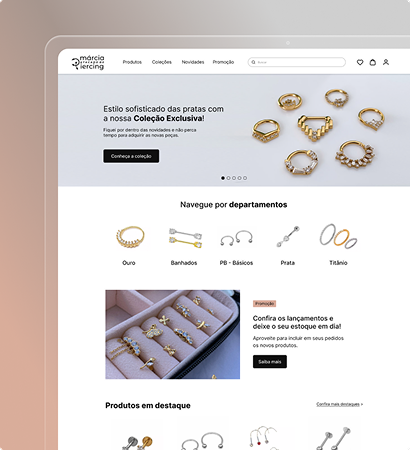 márcia
atacado de
Piercing
Produtos Coleções Novidades Promoção
Busca
Estilo sofisticado das pratas com
a nossa Coleção Exclusiva!
Fiquei por dentro das novidades e não perca
tempo para adquirir as novas peças.
Conheça a coleção
Navegue por departamentos
Ouro Banhados PB - Básicos Prata Titânio
Promoção
Confira os lançamentos e
deixe o seu estoque em dia!
Aproveite para incluir em seus pedidos
os novos produtos.
Saiba mais
Produtos em destaque
Confira mais destaques >